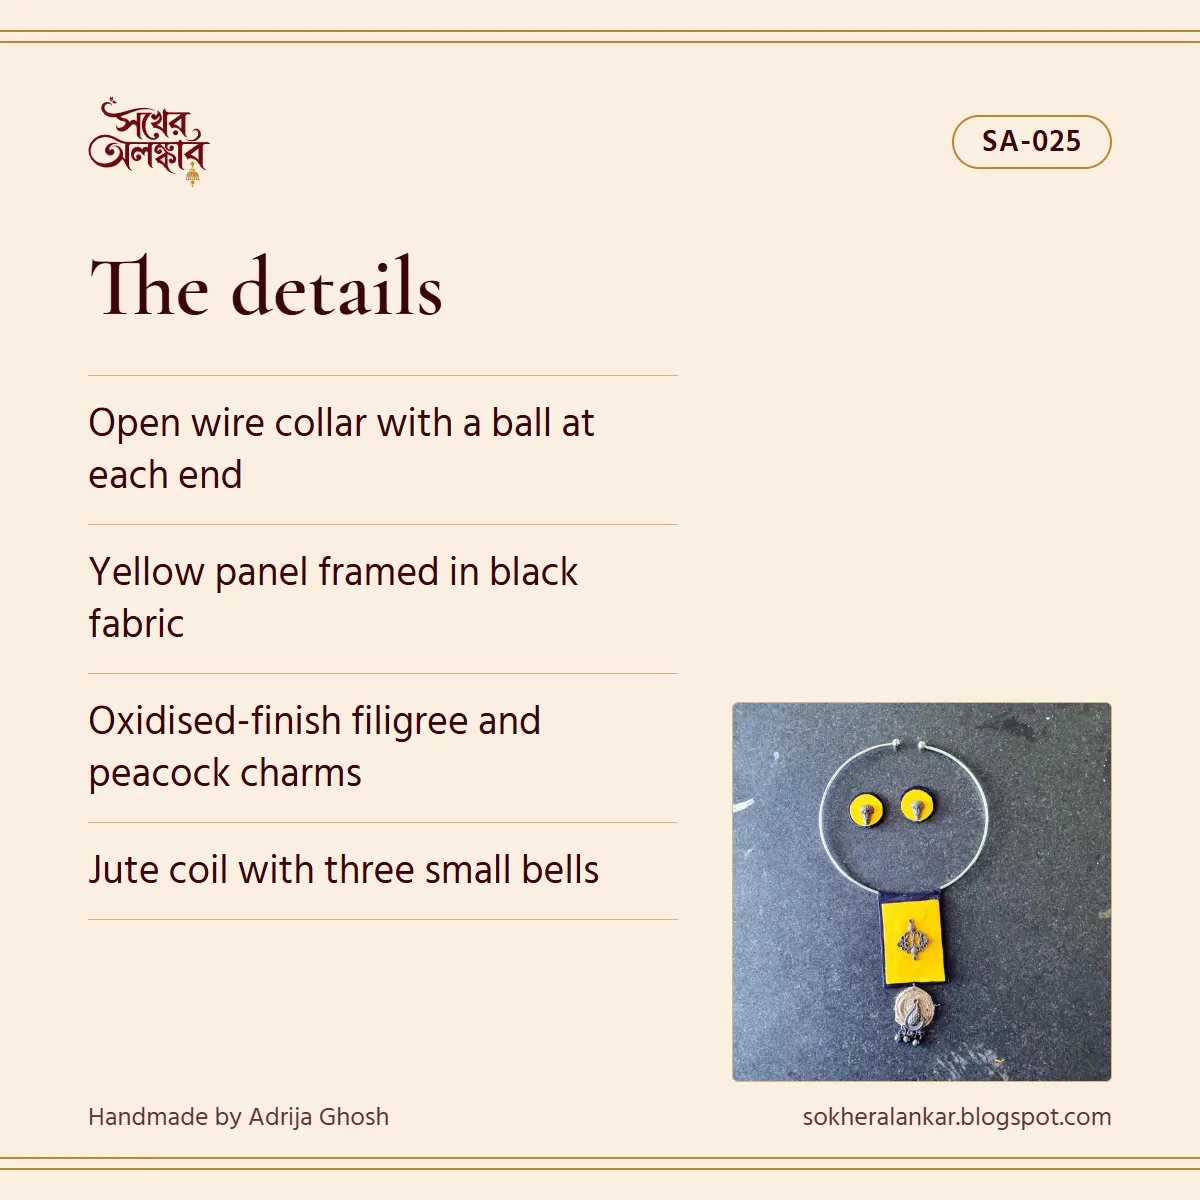 সখের
অলঙ্কার
SA-025
The details
Open wire collar with a ball at
each end
Yellow panel framed in black
fabric
Oxidised-finish filigree and
peacock charms
Jute coil with three small bells
Handmade by Adrija Ghosh
sokheralankar.blogspot.com